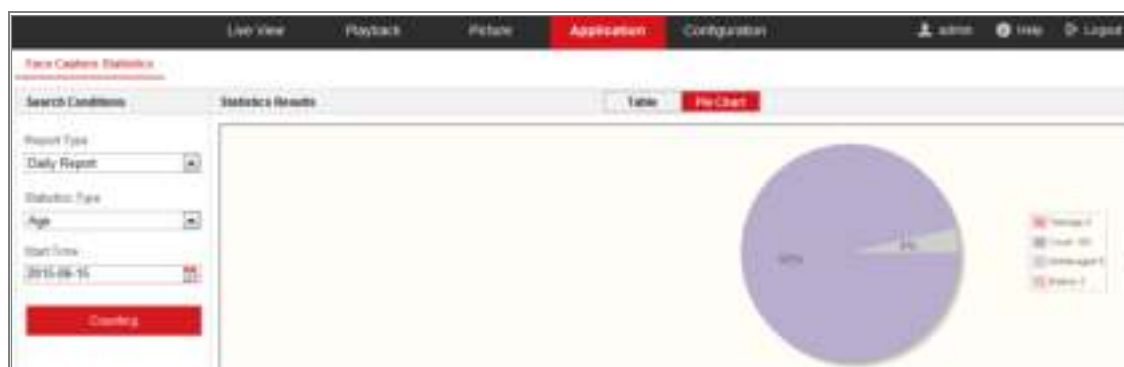 Live View Playback Picture Application Configuration admin Help Logout
Face Capture Statistics
Search Conditions Statistics Results Table Pie Chart
Report Type
Daily Report
Statistics Type
Age
Start Time
2015-06-15
Counting